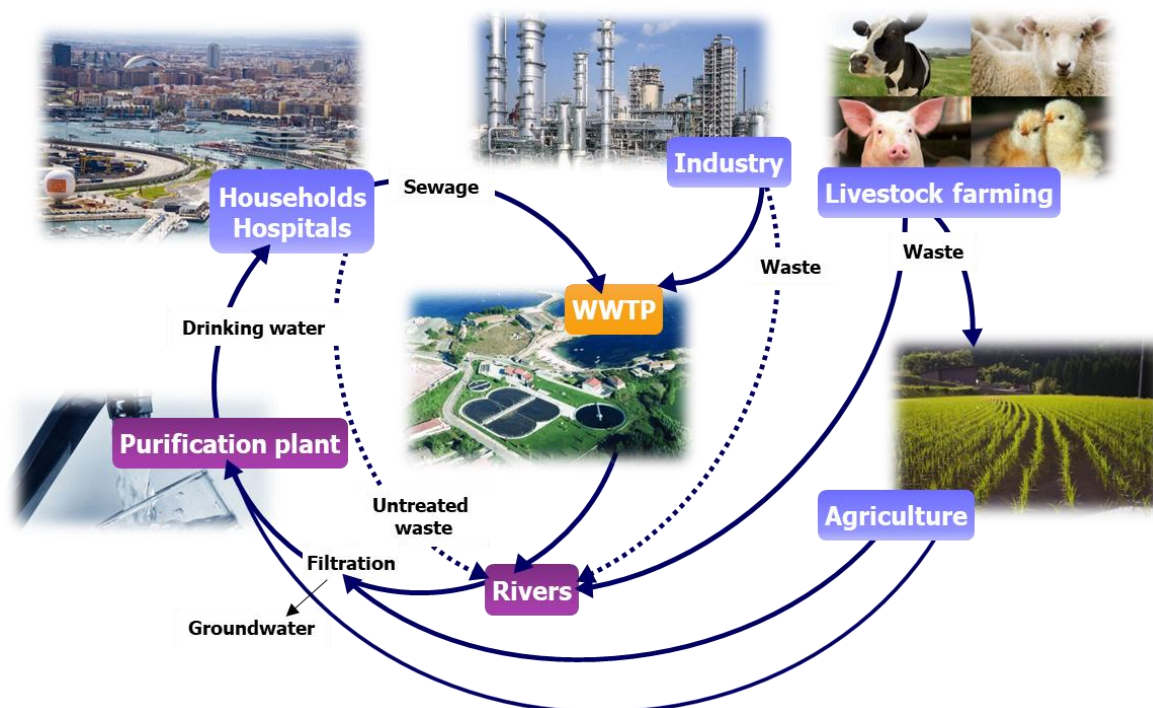 Households
Hospitals
Sewage
Industry
Livestock farming
Waste
Waste
WWTP
Drinking water
Purification plant
Untreated
waste
Agriculture
Filtration
Rivers
Groundwater